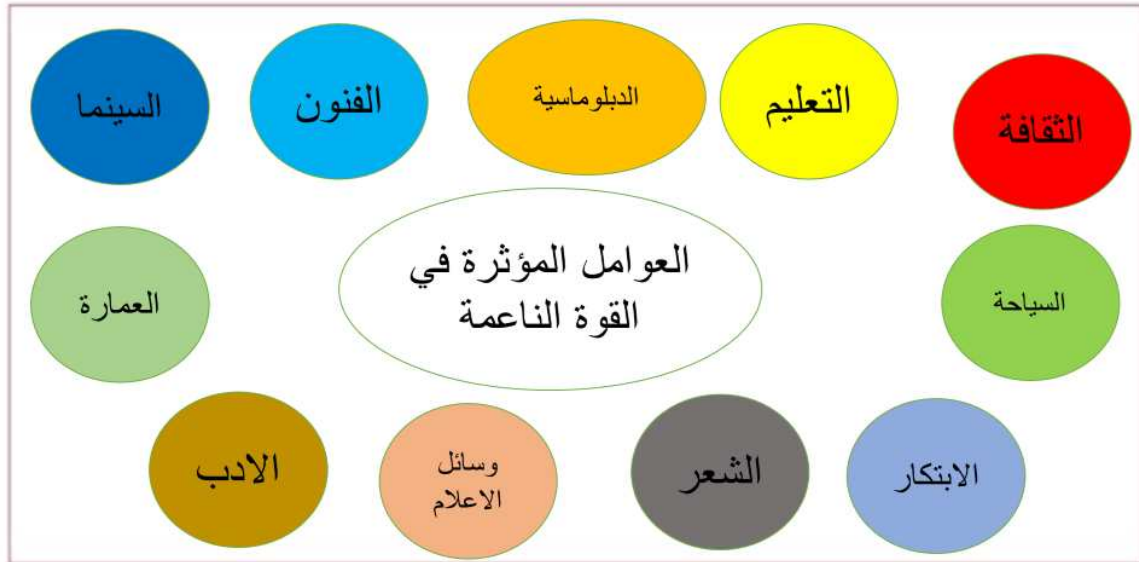 الثقافة
التعليم
الدبلوماسية
الفنون
السينما
العوامل المؤثرة في
القوة الناعمة
السياحة
العمارة
الابتكار
الشعر
وسائل
الاعلام
الادب